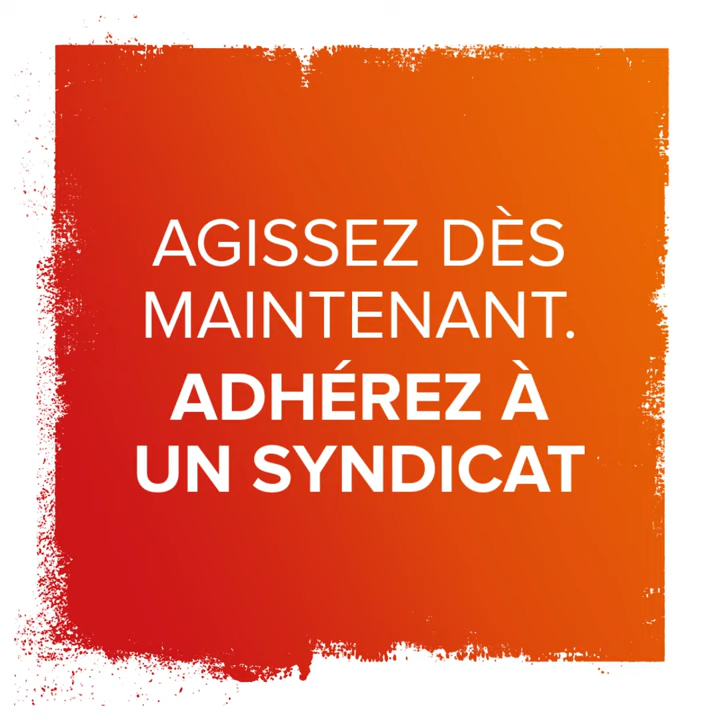 AGISSEZ DÈS
MAINTENANT.
ADHÉREZ À
UN SYNDICAT